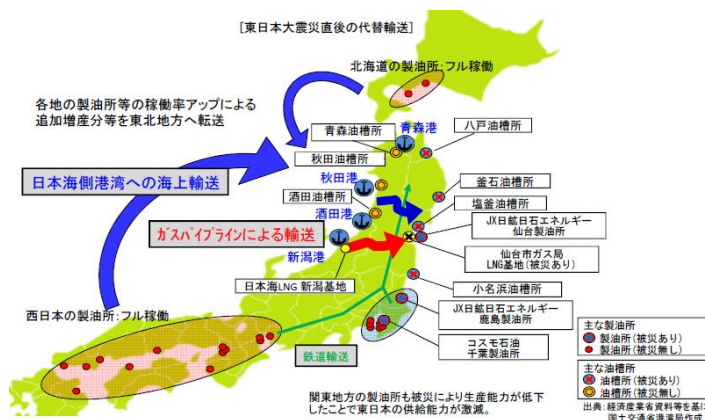 [東日本大震災直後の代替輸送]
北海道の製油所:フル稼働
各地の製油所等の稼働率アップによる
追加増産分等を東北地方へ転送
青森油槽所
青森港
八戸油槽所
秋田油槽所
日本海側港湾への海上輸送
秋田港
釜石油槽所
酒田油槽所
塩釜油槽所
酒田港
JX日鉱日石エネルギー
仙台製油所
ガスパイプラインによる輸送
新潟港
仙台市ガス局
LNG基地(被災あり)
日本海LNG 新潟基地
小名浜油槽所
西日本の製油所:フル稼働
JX日鉱日石エネルギー
鹿島製油所
コスモ石油
千葉製油所
鉄道輸送
主な製油所
製油所(被災あり)
製油所(被災無し)
主な油槽所
油槽所(被災あり)
油槽所(被災無し)
関東地方の製油所も被災により生産能力が低下
したことで東日本の供給能力が激減。
出典:経済産業省資料等を基に
国土交通省港湾局作成